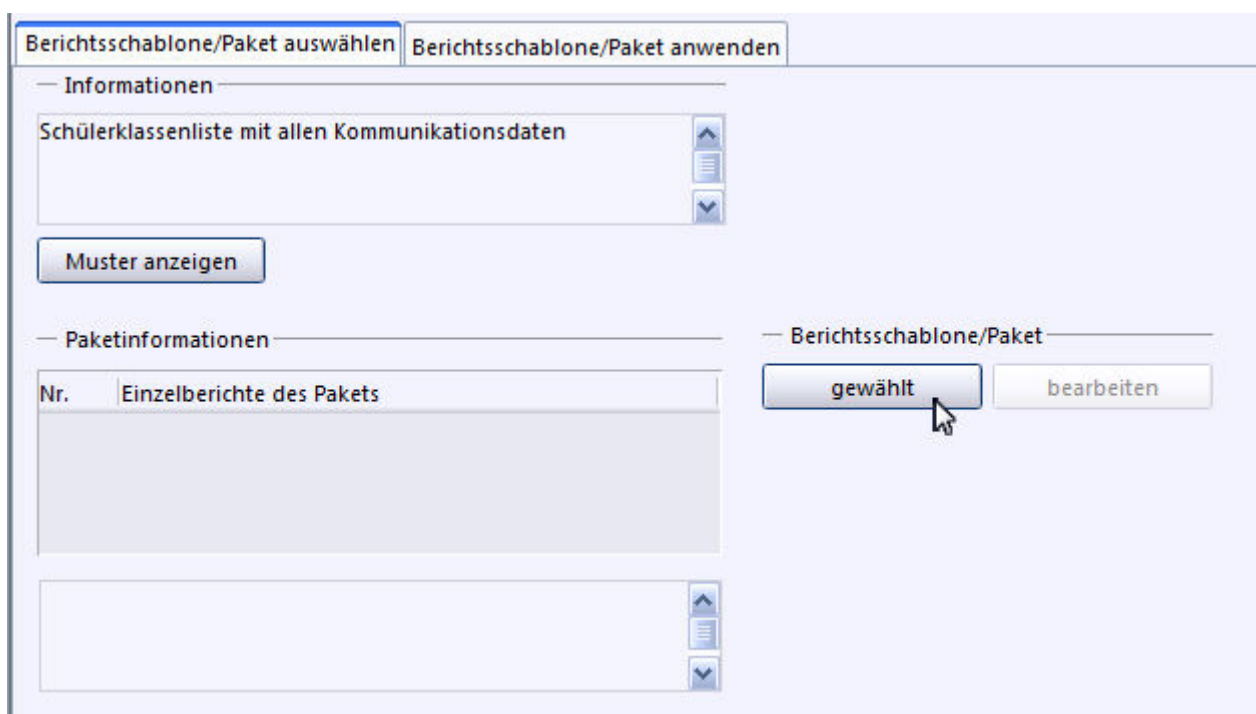 Berichtsschablone/Paket auswählen Berichtsschablone/Paket anwenden
Informationen
Schülerklassenliste mit allen Kommunikationsdaten
Muster anzeigen
Paketinformationen
Berichtsschablone/Paket
Nr. Einzelberichte des Pakets
gewählt bearbeiten